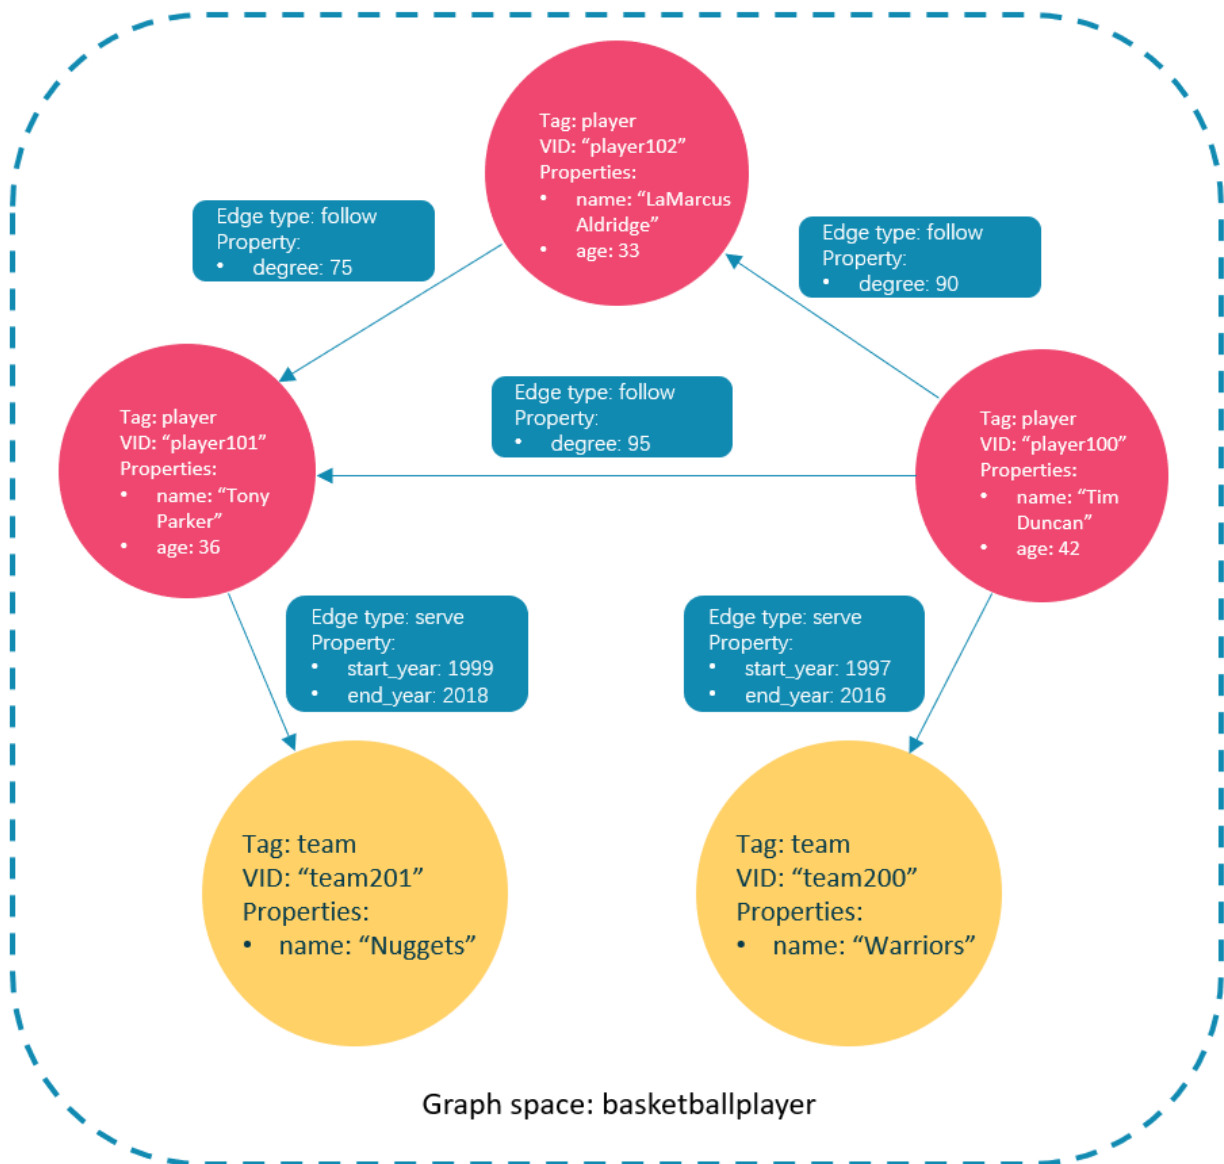 Tag: player
VID: “player102”
Properties:
• name: “LaMarcus
Aldridge”
• age: 33
Edge type: follow
Property:
• degree: 75
Edge type: follow
Property:
• degree: 90
Edge type: follow
Property:
• degree: 95
Tag: player
VID: “player101”
Properties:
• name: “Tony
Parker”
• age: 36
Tag: player
VID: “player100”
Properties:
• name: “Tim
Duncan”
• age: 42
Edge type: serve
Property:
• start_year: 1999
• end_year: 2018
Edge type: serve
Property:
• start_year: 1997
• end_year: 2016
Tag: team
VID: “team201”
Properties:
• name: “Nuggets”
Tag: team
VID: “team200”
Properties:
• name: “Warriors”
Graph space: basketballplayer